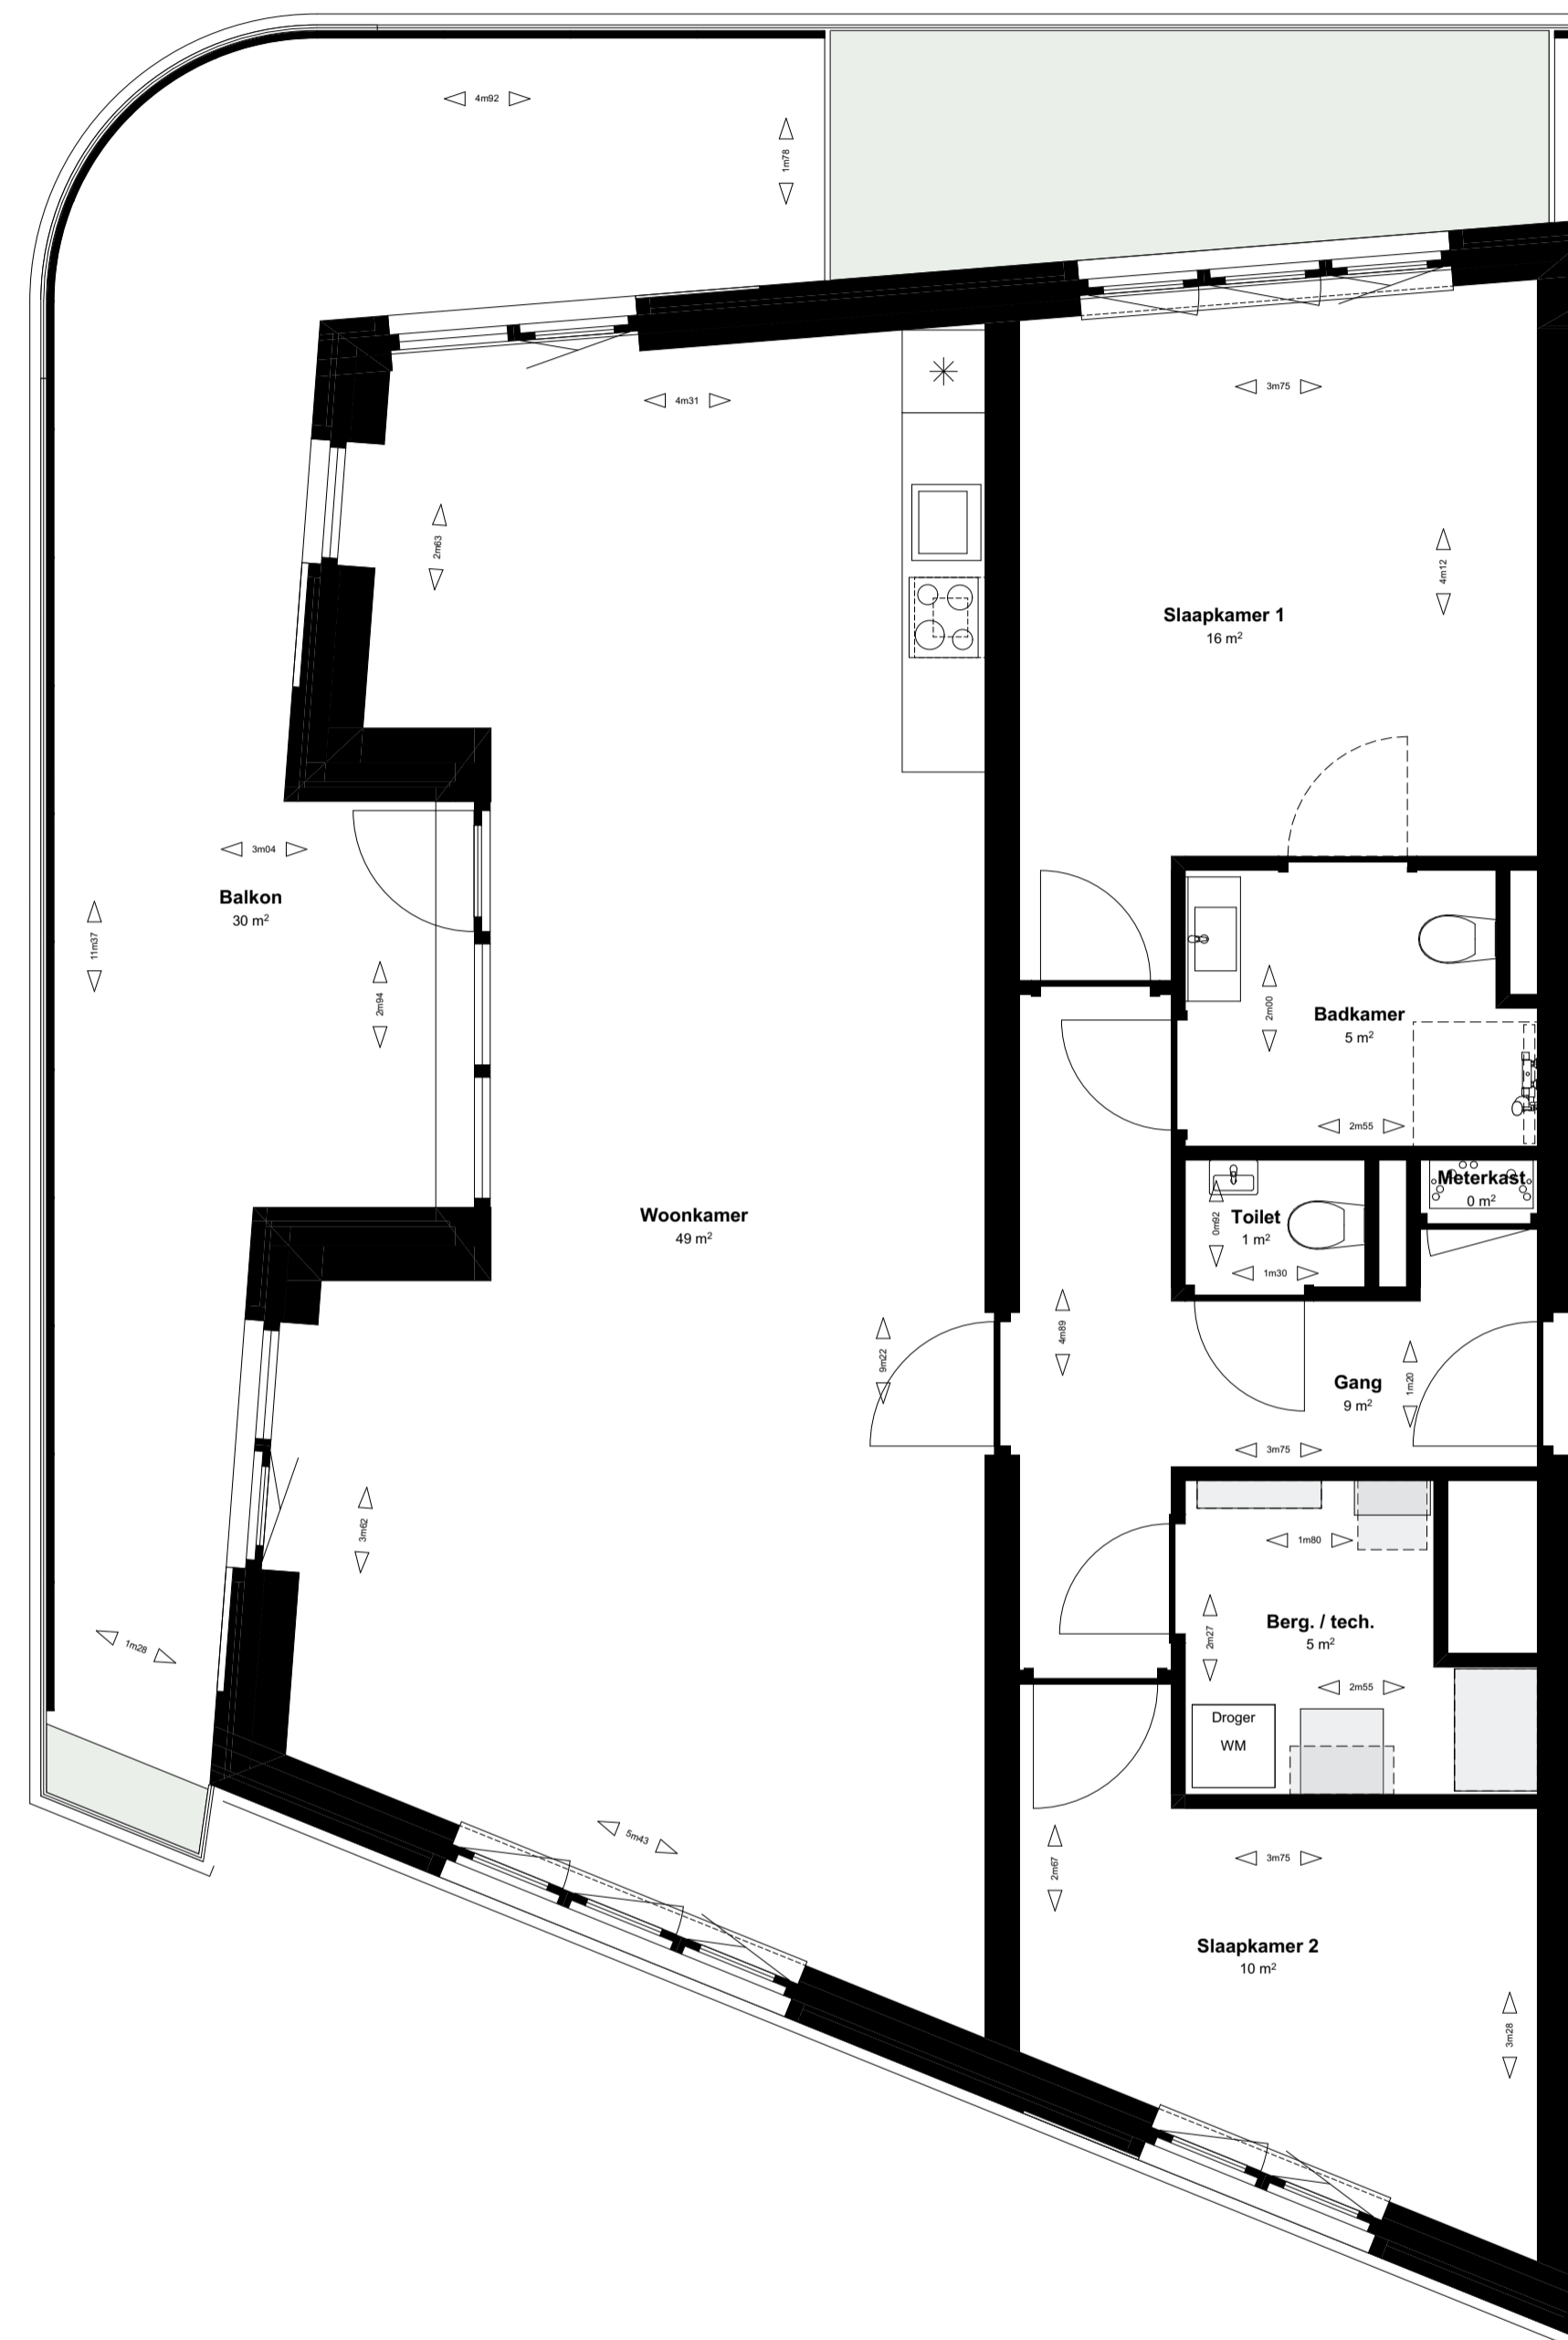 4m92
1m78
4m31
3m75
2m63
4m12
Slaapkamer 1
16 m²
3m04
Balkon
30 m²
11m37
2m94
2m00
Badkamer
5 m²
2m55
Meterkast
0 m²
0m92
Toilet
1 m²
1m30
Woonkamer
49 m²
4m89
9m22
Gang
9 m²
1m20
3m75
3m62
1m80
1m28
2m27
Berg. / tech.
5 m²
2m55
Droger
WM
5m43
2m67
3m75
Slaapkamer 2
10 m²
3m28